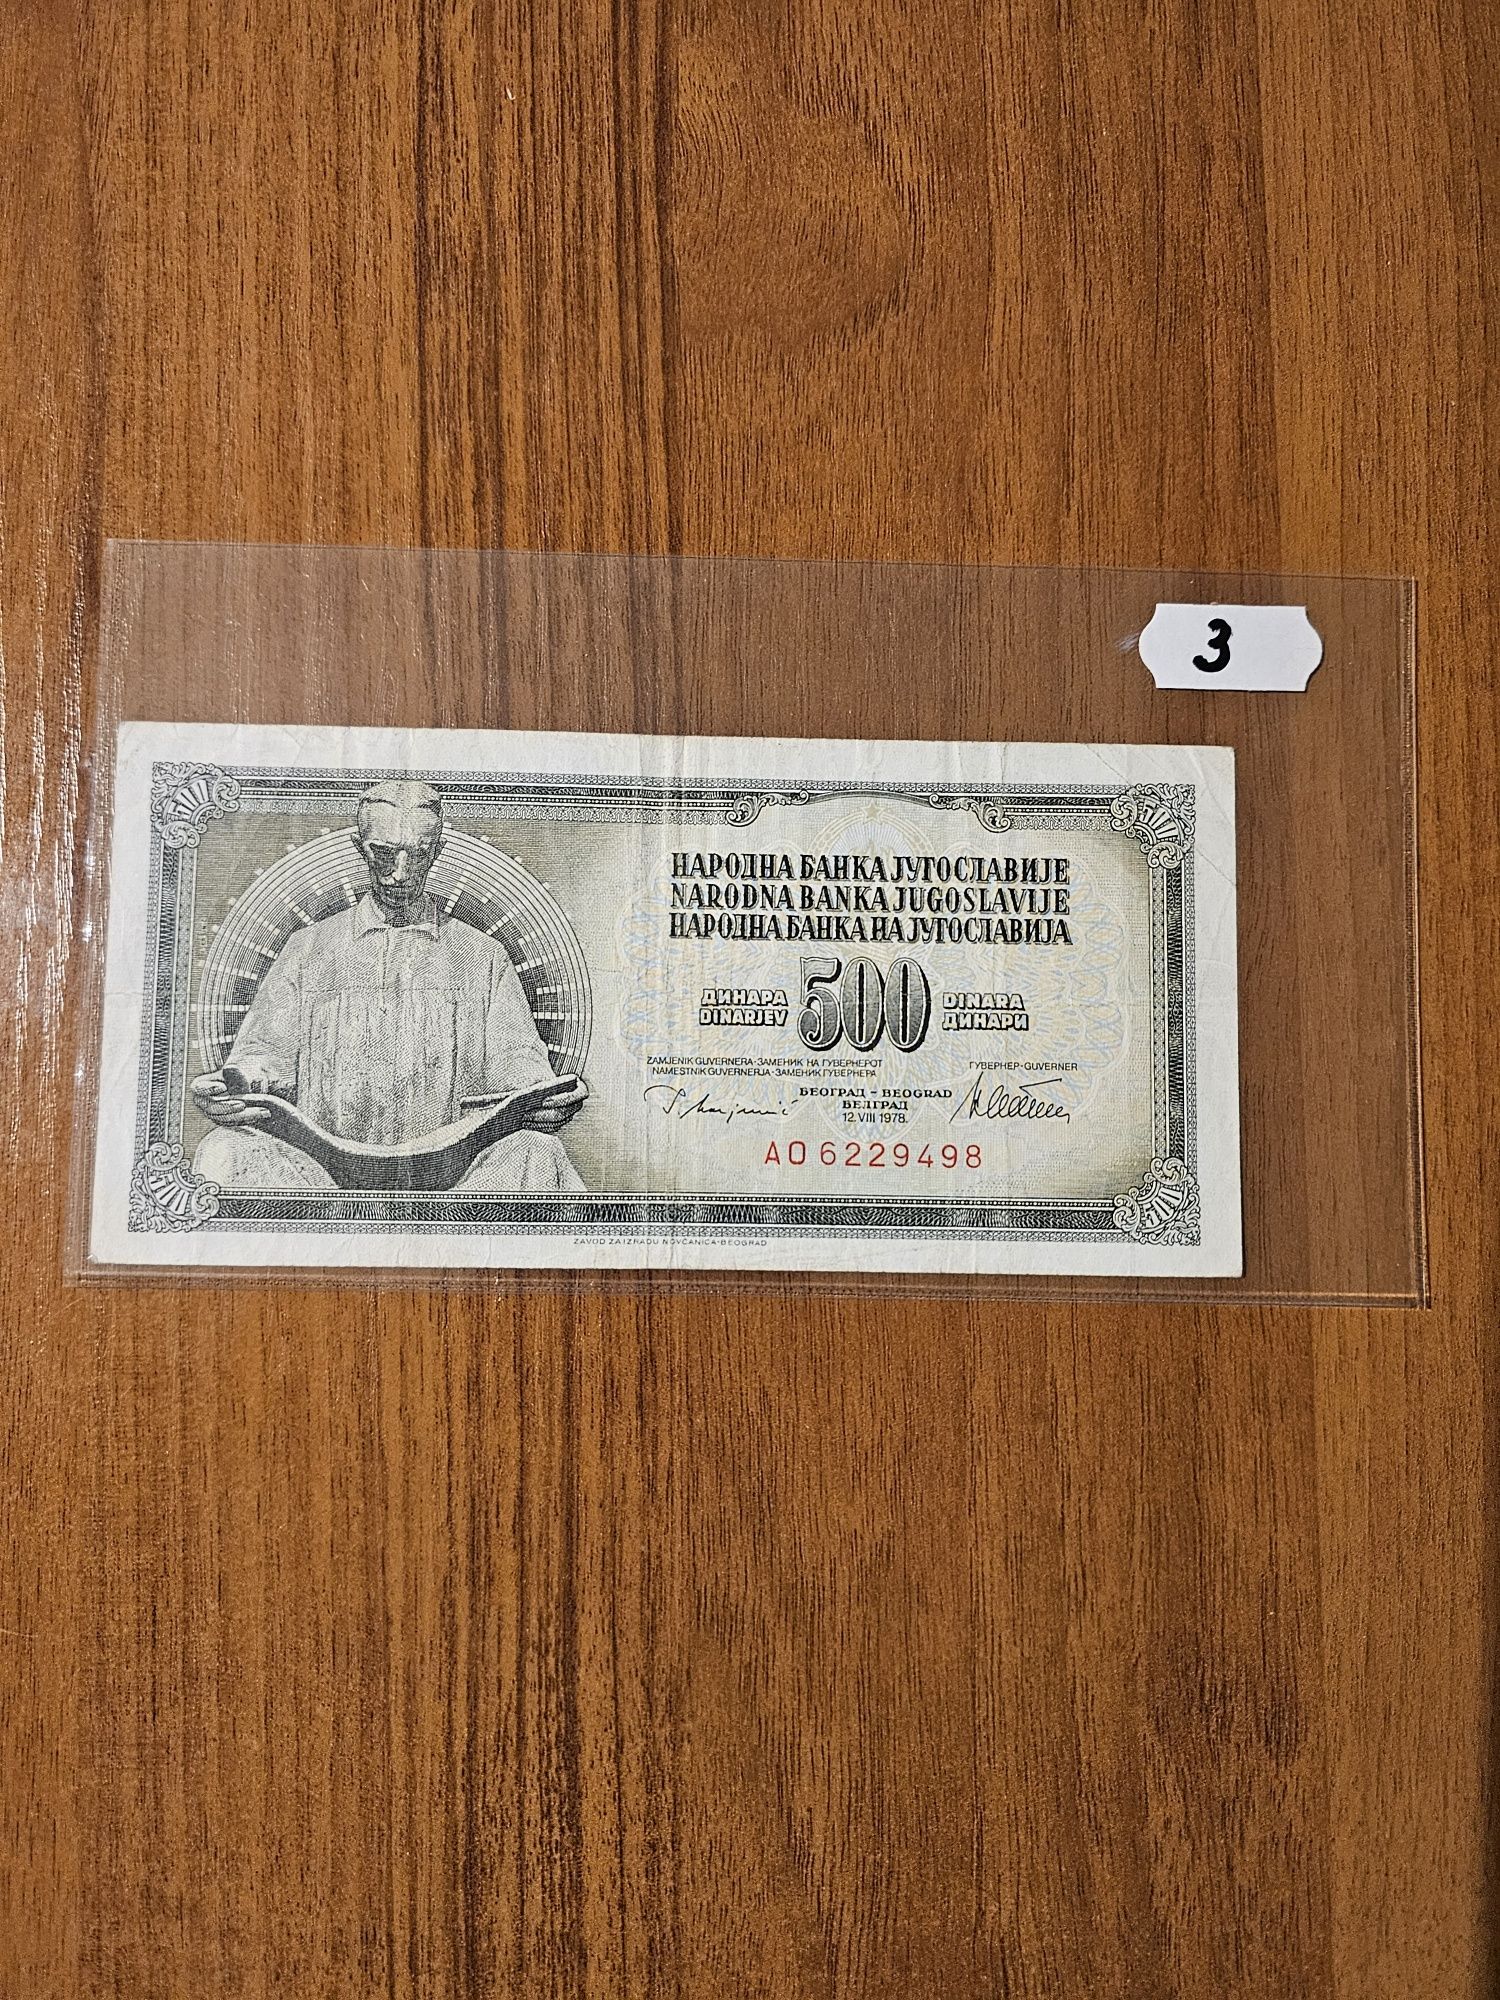 3
НАРОДНА БАНКА ЈУГОСЛАВИЈЕ
NARODNA BANKA JUGOSLAVIJE
НАРОДНА БАНКА НА ЈУГОСЛАВИЈА
ДИНАРА 500 DINARA
DINARJEV ДИНАРИ
ZAMJENIK GUVERNERA-ЗАМЕНИК НА ГУВЕРНЕРОТ ГУВЕРНЕР-GUVERNER
NAMESTNIK GUVERNERJA-ЗАМЕНИК ГУВЕРНЕРА
БЕОГРАД – BEOGRAD
БЕЛГРАД
12. VIII 1978.
AO 6229498
ZAVOD ZA IZRADU NOVČANICA-BEOGRAD